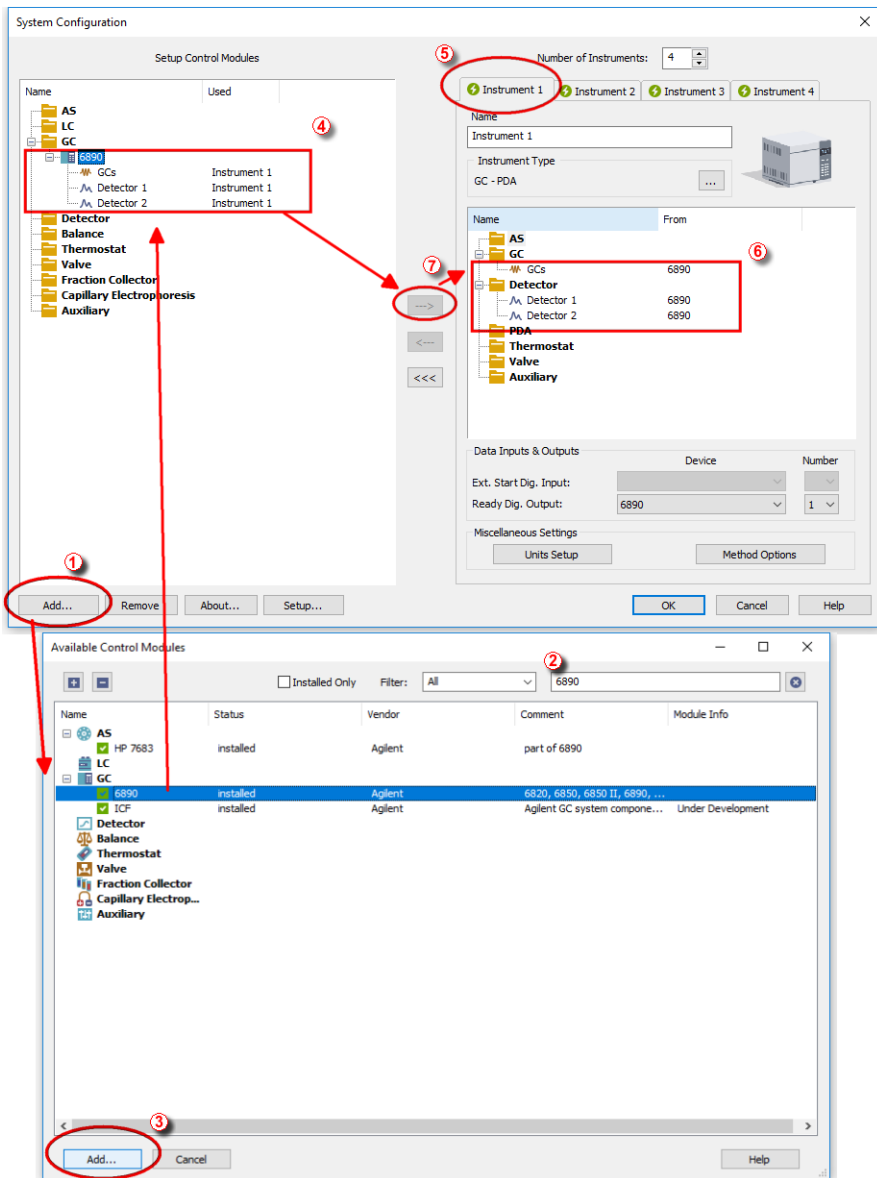 System Configuration
Setup Control Modules
Name Used
AS
LC
GC
6890
GCs Instrument 1
Detector 1 Instrument 1
Detector 2 Instrument 1
Detector
Balance
Thermostat
Valve
Fraction Collector
Capillary Electrophoresis
Auxiliary
④
⑦
--->
<---
<<<
⑤
Number of Instruments: 4
Instrument 1 Instrument 2 Instrument 3 Instrument 4
Name
Instrument 1
Instrument Type
GC - PDA ...
Name From
AS
GC
⑥
GCs 6890
Detector
Detector 1 6890
Detector 2 6890
PDA
Thermostat
Valve
Auxiliary
Data Inputs & Outputs
Device Number
Ext. Start Dig. Input:
Ready Dig. Output: 6890 1
Miscellaneous Settings
Units Setup Method Options
①
Add... Remove About... Setup... OK Cancel Help
Available Control Modules
②
Installed Only Filter: All 6890
Name Status Vendor Comment Module Info
AS
HP 7683 installed Agilent part of 6890
LC
GC
6890 installed Agilent 6820, 6850, 6850 II, 6890, ...
ICF installed Agilent Agilent GC system compone... Under Development
Detector
Balance
Thermostat
Valve
Fraction Collector
Capillary Electrop...
Auxiliary
③
Add... Cancel Help